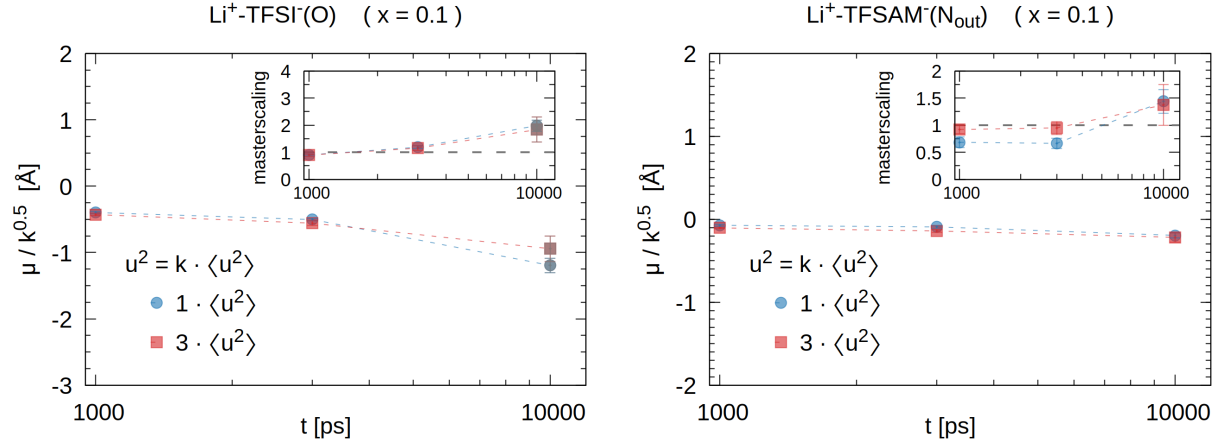 Li⁺-TFSI⁻(O) ( x = 0.1 )
2
1
0
-1
-2
-3
μ / k^0.5 [Å]
1000
10000
t [ps]
u² = k · ⟨u²⟩
1 · ⟨u²⟩
3 · ⟨u²⟩
masterscaling
4
3
2
1
0
1000
10000
Li⁺-TFSAM⁻(N_out) ( x = 0.1 )
2
1
0
-1
-2
μ / k^0.5 [Å]
1000
10000
t [ps]
u² = k · ⟨u²⟩
1 · ⟨u²⟩
3 · ⟨u²⟩
masterscaling
2
1.5
1
0.5
0
1000
10000